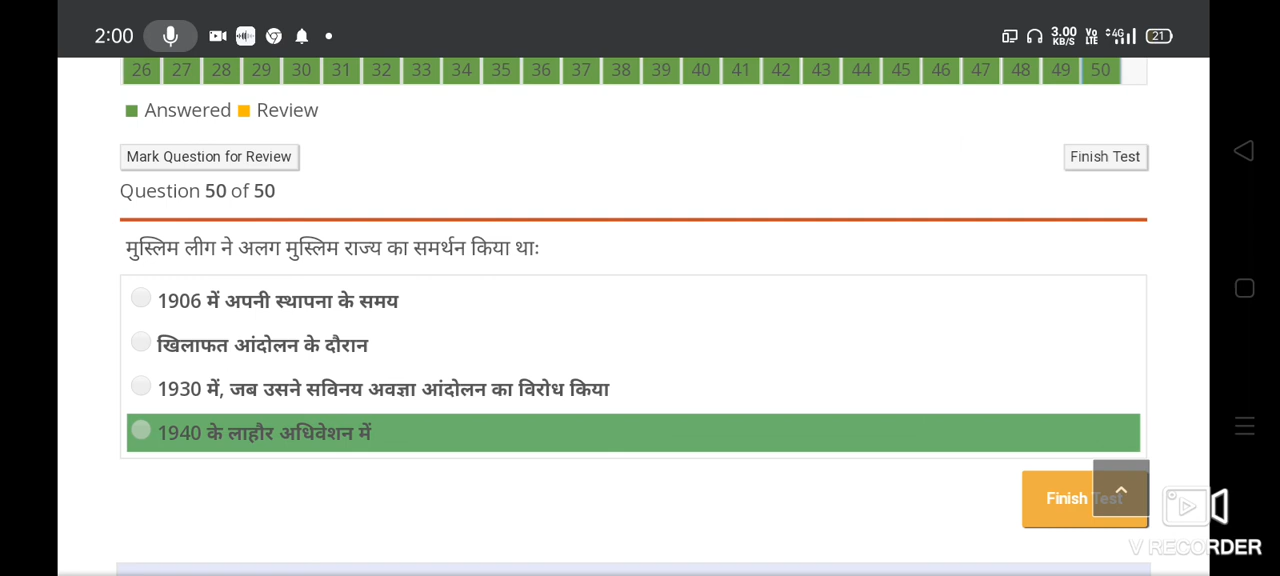 2:00 3.00 KB/S Vo LTE 4G 21
26 27 28 29 30 31 32 33 34 35 36 37 38 39 40 41 42 43 44 45 46 47 48 49 50
Answered Review
Mark Question for Review Finish Test
Question 50 of 50
मुस्लिम लीग ने अलग मुस्लिम राज्य का समर्थन किया थाः
1906 में अपनी स्थापना के समय
खिलाफत आंदोलन के दौरान
1930 में, जब उसने सविनय अवज्ञा आंदोलन का विरोध किया
1940 के लाहौर अधिवेशन में
Finish Test
V RECORDER